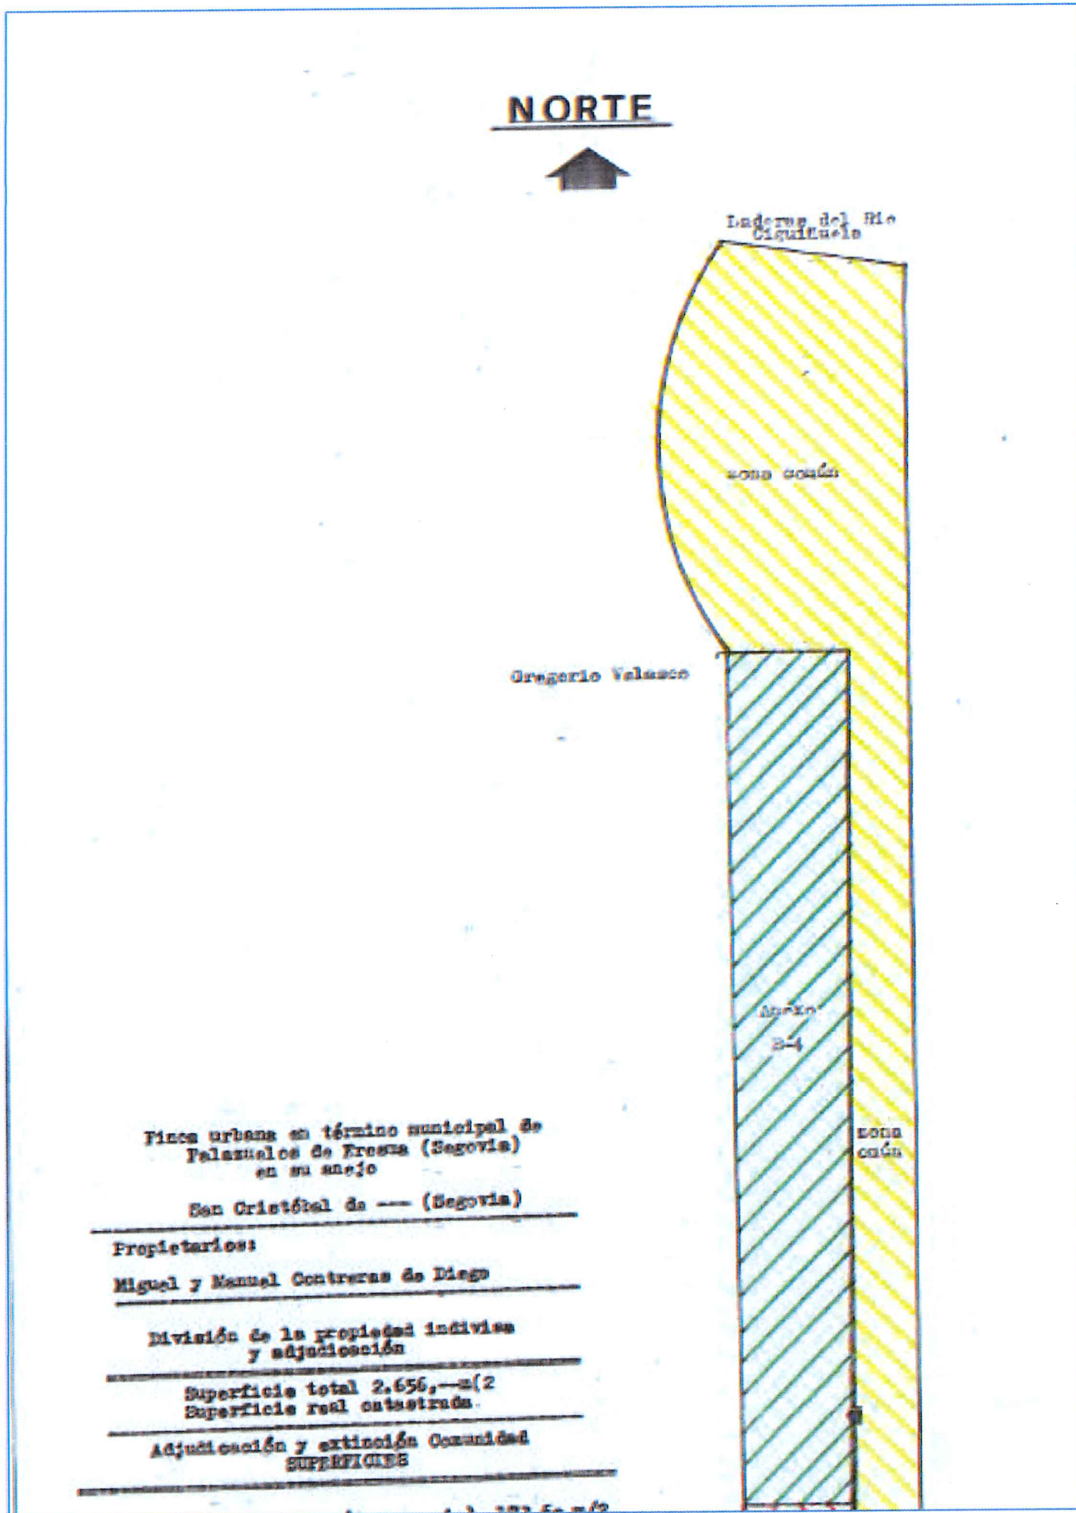 NORTE
Laderas del Rio
Ciguiñuela
zona común
Gregorio Velasco
Anexo
B-4
zona
omún
Finca urbana en término municipal de
Palazuelos de Eresma (Segovia)
en su anejo
San Cristóbal de --- (Segovia)
Propietarios:
Miguel y Manuel Contreras de Diego
División de la propiedad indivisa
y adjudicación
Superficie total 2.656,--m(2
Superficie real catastrada.
Adjudicación y extinción Comunidad
SUPERFICIES